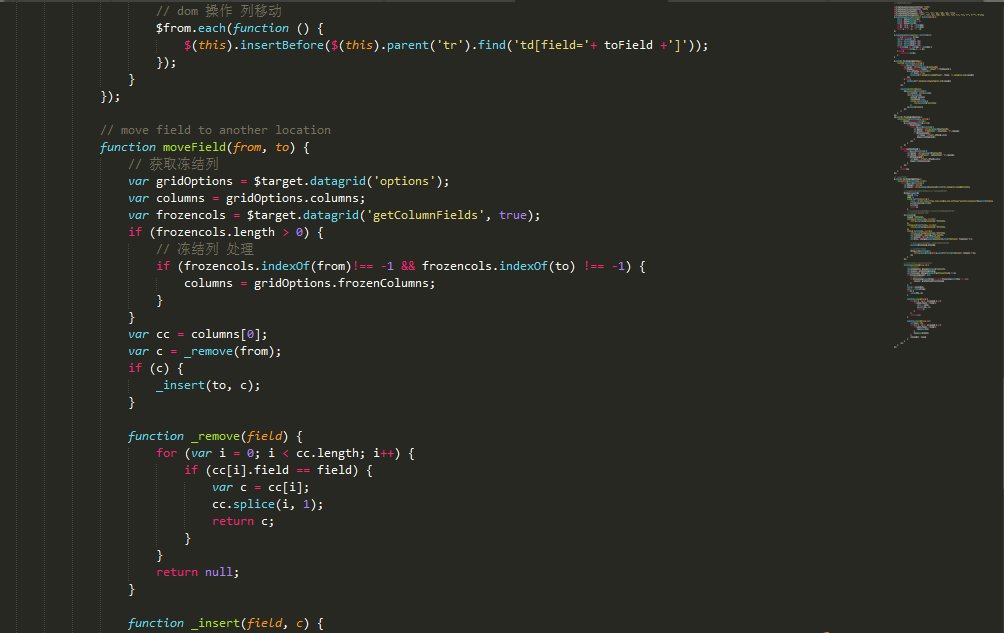 // dom 操作 列移动
$from.each(function () {
$(this).insertBefore($(this).parent('tr').find('td[field='+ toField +']'));
});
}
});
// move field to another location
function moveField(from, to) {
// 获取冻结列
var gridOptions = $target.datagrid('options');
var columns = gridOptions.columns;
var frozencols = $target.datagrid('getColumnFields', true);
if (frozencols.length > 0) {
// 冻结列 处理
if (frozencols.indexOf(from)!== -1 && frozencols.indexOf(to) !== -1) {
columns = gridOptions.frozenColumns;
}
}
var cc = columns[0];
var c = _remove(from);
if (c) {
_insert(to, c);
}
function _remove(field) {
for (var i = 0; i < cc.length; i++) {
if (cc[i].field == field) {
var c = cc[i];
cc.splice(i, 1);
return c;
}
}
return null;
}
function _insert(field, c) {